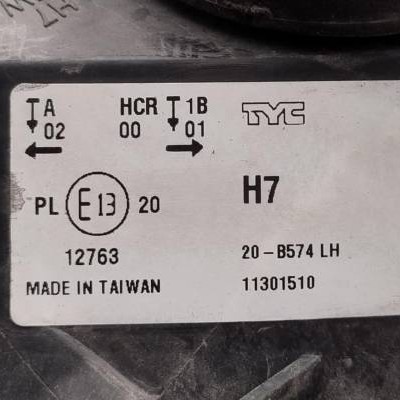 A HCR 1B TYC
02 00 01
PL E13 20 H7
12763 20-B574 LH
MADE IN TAIWAN 11301510